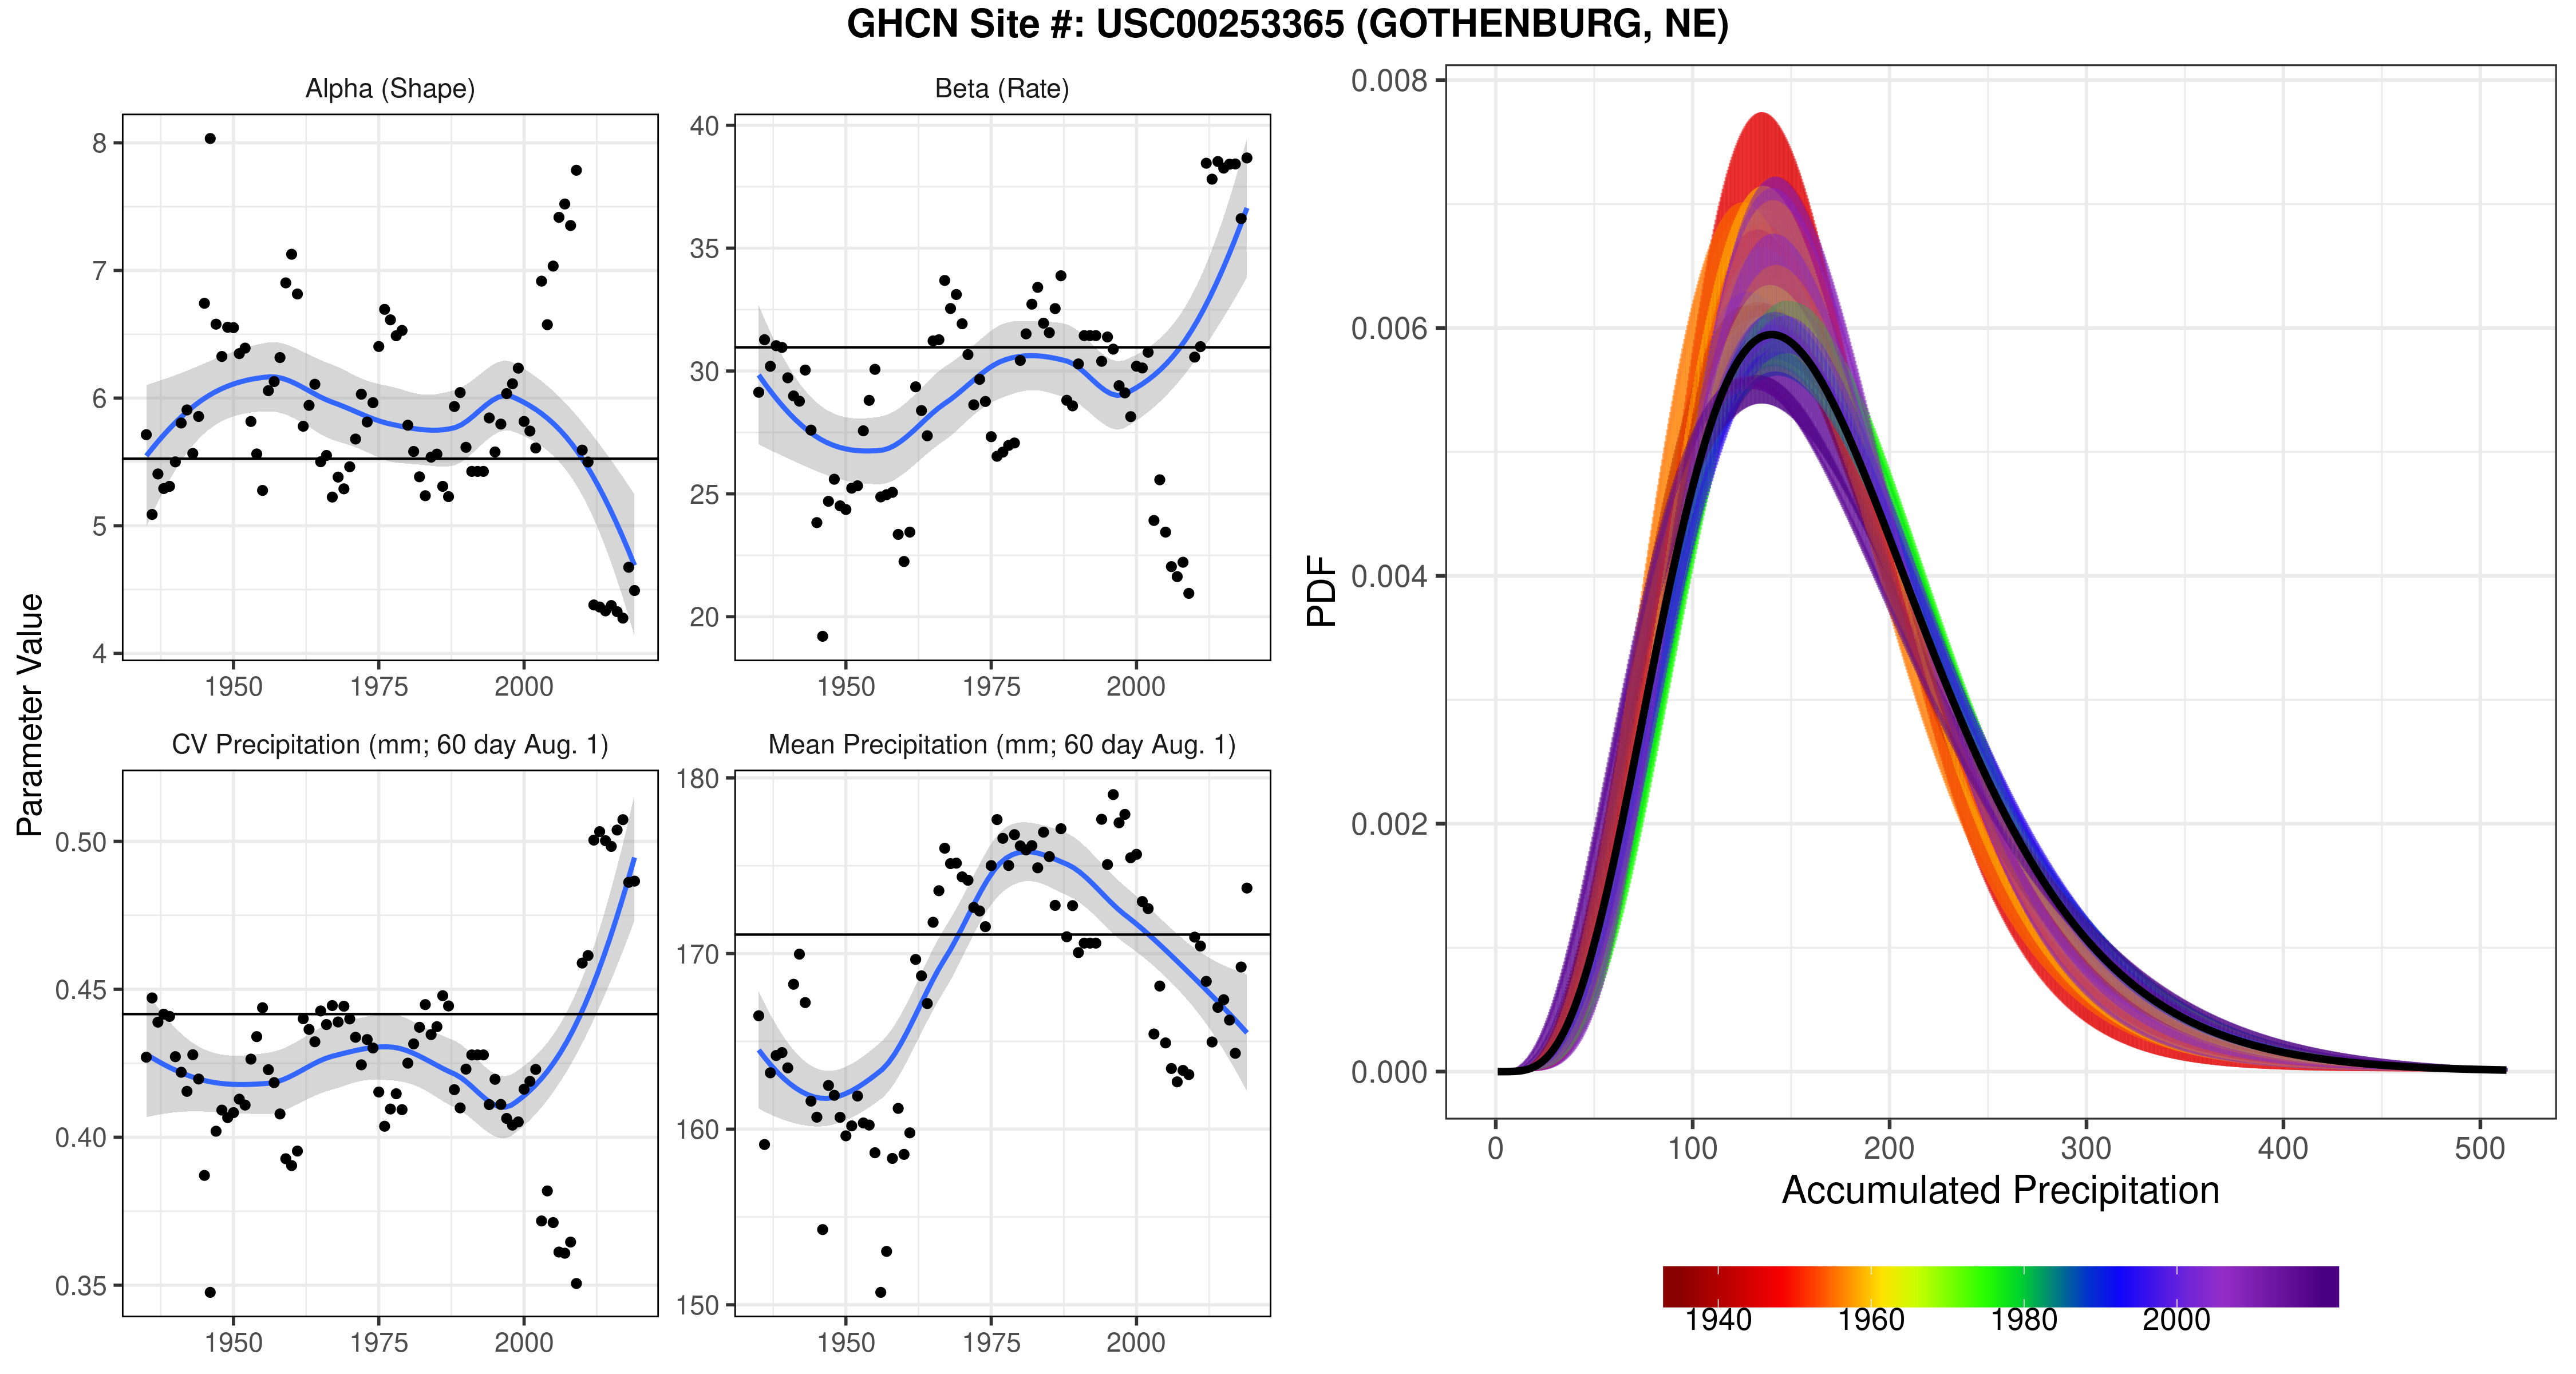 GHCN Site #: USC00253365 (GOTHENBURG, NE)
Alpha (Shape)
8
7
6
5
4
1950 1975 2000
Beta (Rate)
40
35
30
25
20
1950 1975 2000
Parameter Value
CV Precipitation (mm; 60 day Aug. 1)
0.50
0.45
0.40
0.35
1950 1975 2000
Mean Precipitation (mm; 60 day Aug. 1)
180
170
160
150
1950 1975 2000
PDF
0.008
0.006
0.004
0.002
0.000
0 100 200 300 400 500
Accumulated Precipitation
1940 1960 1980 2000